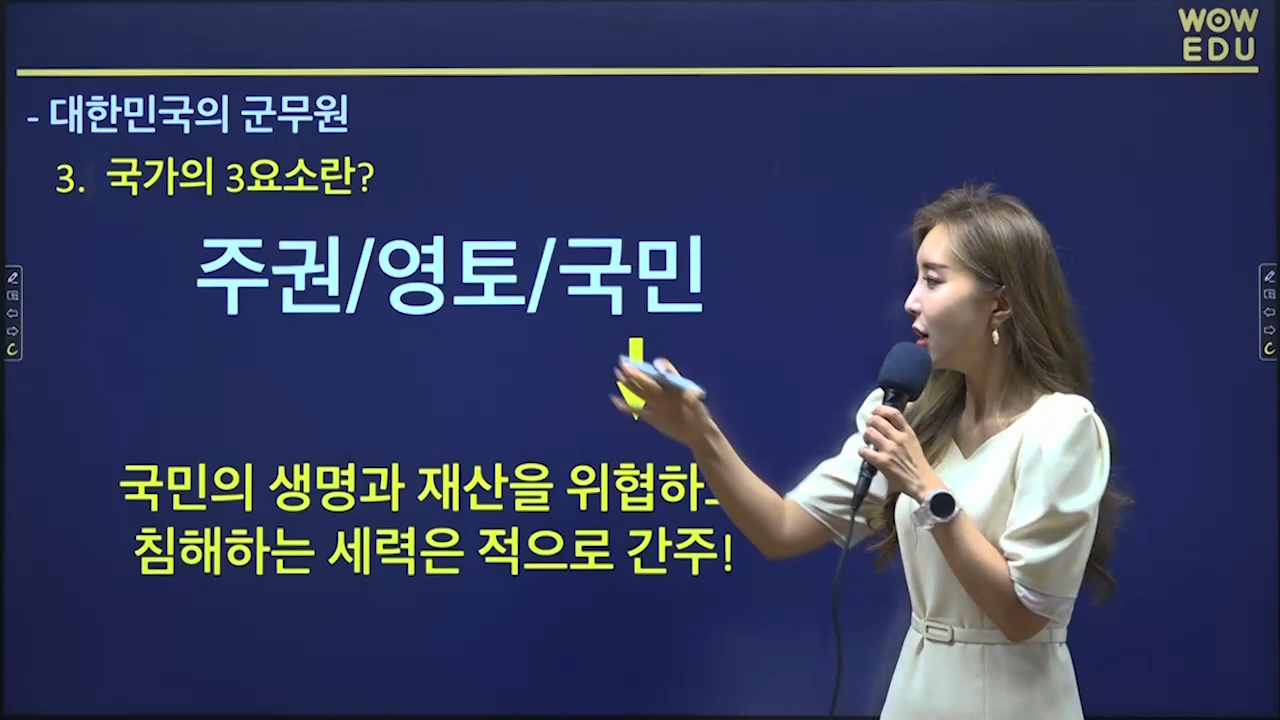 WOW
EDU
- 대한민국의 군무원
3. 국가의 3요소란?
주권/영토/국민
국민의 생명과 재산을 위협하
침해하는 세력은 적으로 간주!